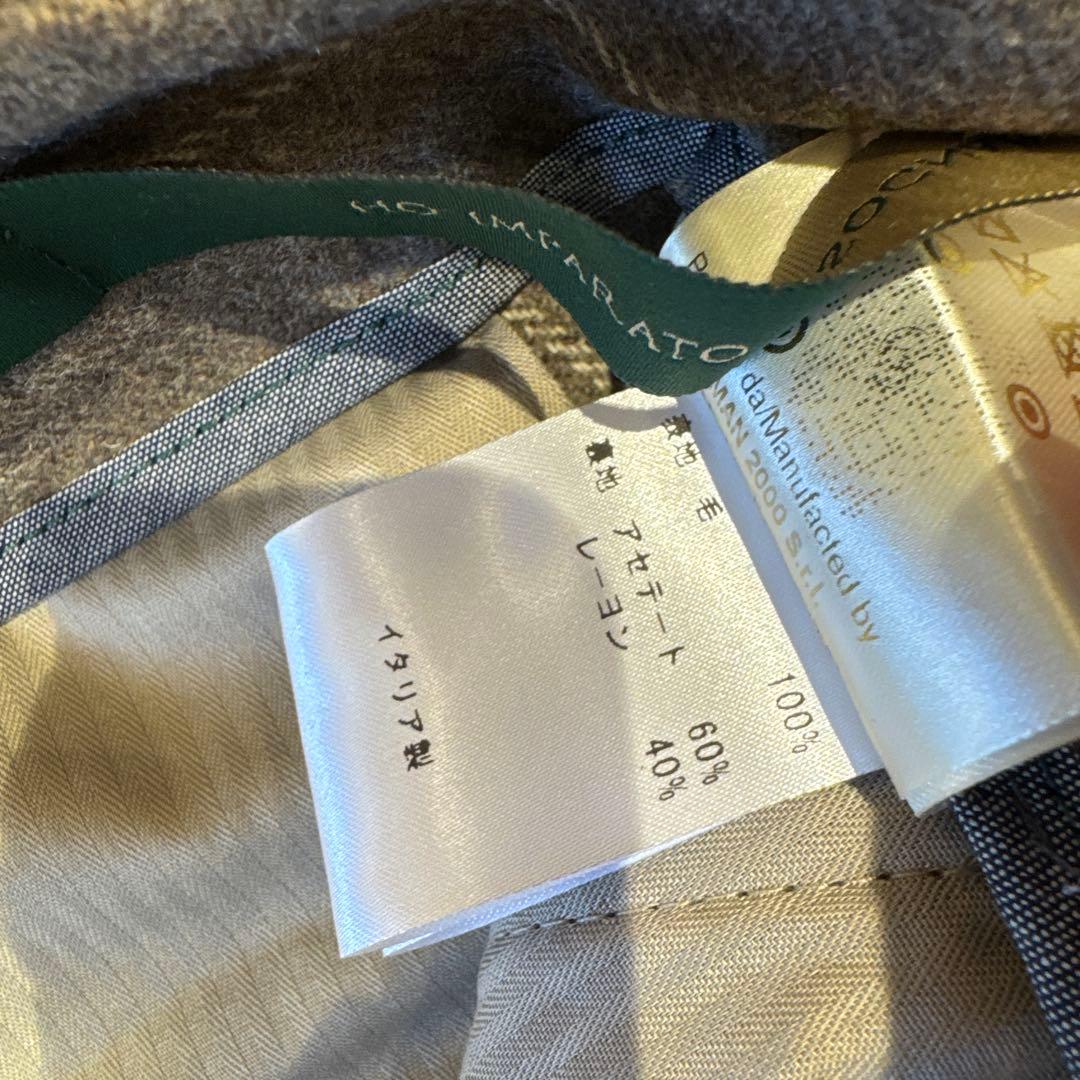 HO IMPARATO
表地 毛 100%
裏地 アセテート 60%
レーヨン 40%
イタリア製
da/Manufactured by
MAN 2000 S.r.l.